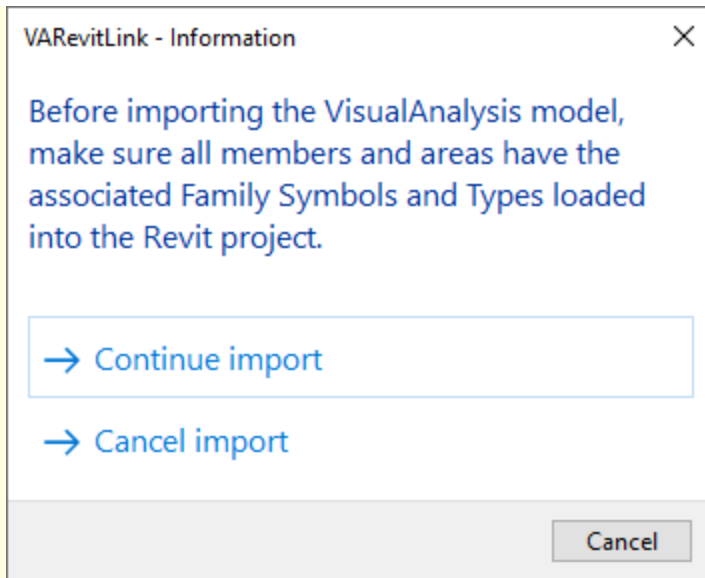 VARevitLink - Information
Before importing the VisualAnalysis model,
make sure all members and areas have the
associated Family Symbols and Types loaded
into the Revit project.
Continue import
Cancel import
Cancel